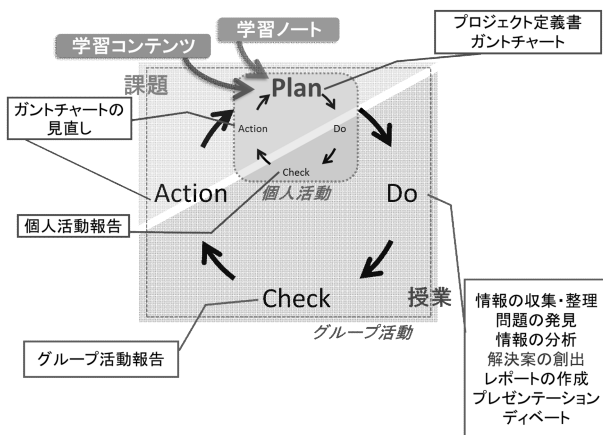 学習ノート
学習コンテンツ
プロジェクト定義書
ガントチャート
課題
Plan
ガントチャートの
見直し
Action
Do
Check
個人活動
Action
Do
個人活動報告
Check
授業
グループ活動
グループ活動報告
情報の収集・整理
問題の発見
情報の分析
解決案の創出
レポートの作成
プレゼンテーション
ディベート